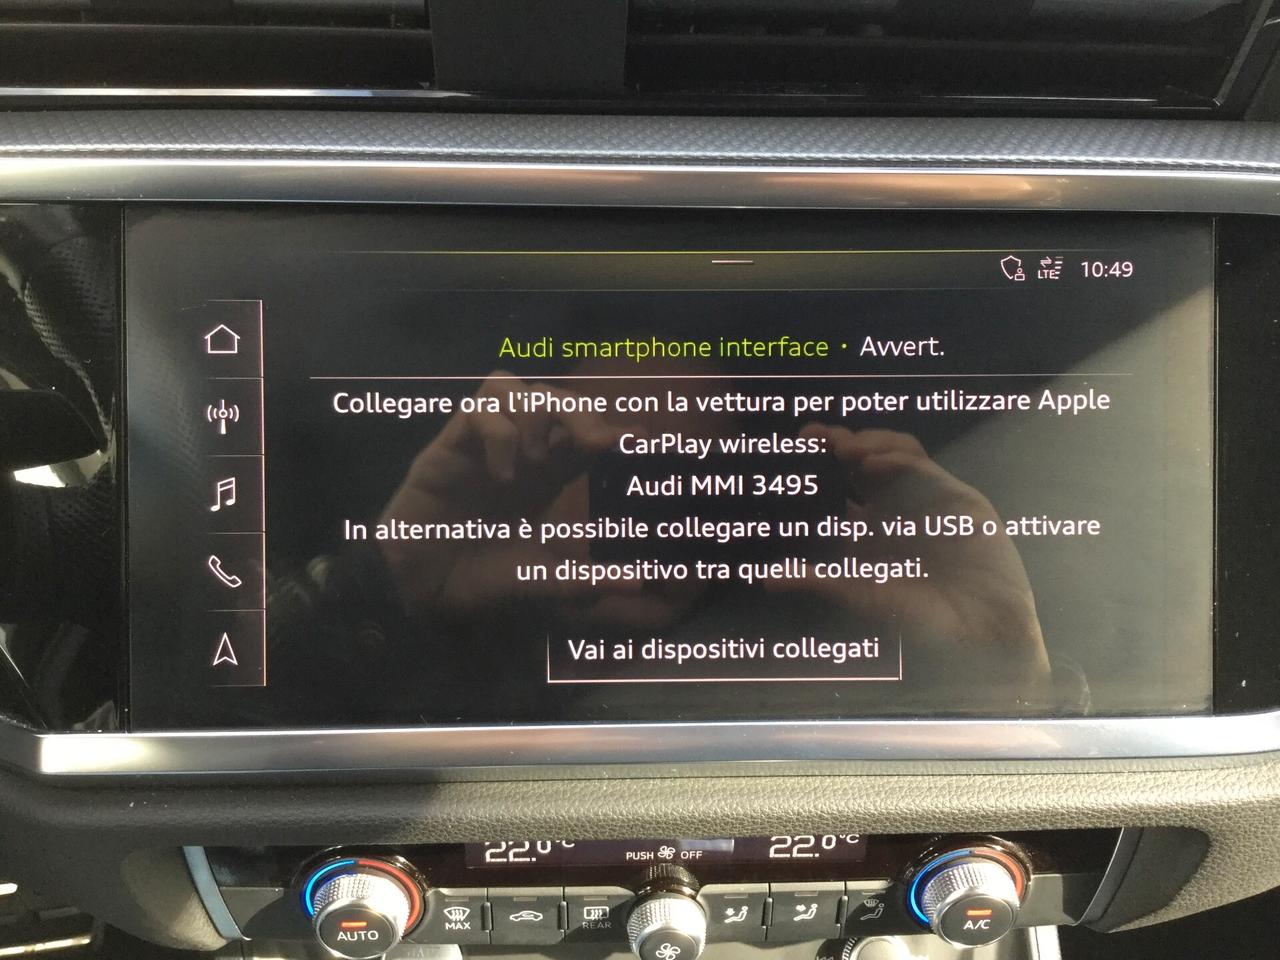 LTE 10:49
Audi smartphone interface · Avvert.
Collegare ora l'iPhone con la vettura per poter utilizzare Apple
CarPlay wireless:
Audi MMI 3495
In alternativa è possibile collegare un disp. via USB o attivare
un dispositivo tra quelli collegati.
Vai ai dispositivi collegati
22.0°C PUSH OFF 22.0°C
AUTO MAX REAR A/C